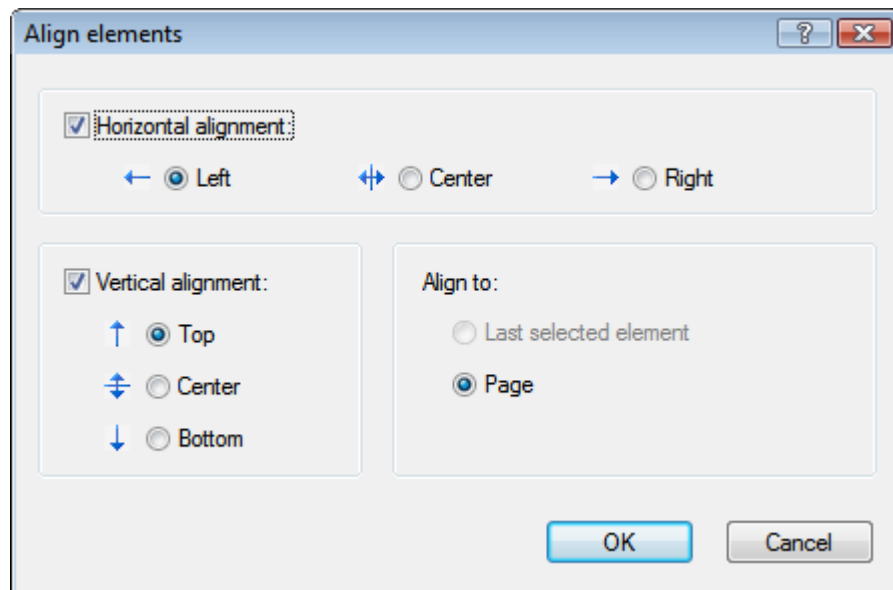 Align elements
Horizontal alignment:
Left Center Right
Vertical alignment:
Top
Center
Bottom
Align to:
Last selected element
Page
OK Cancel